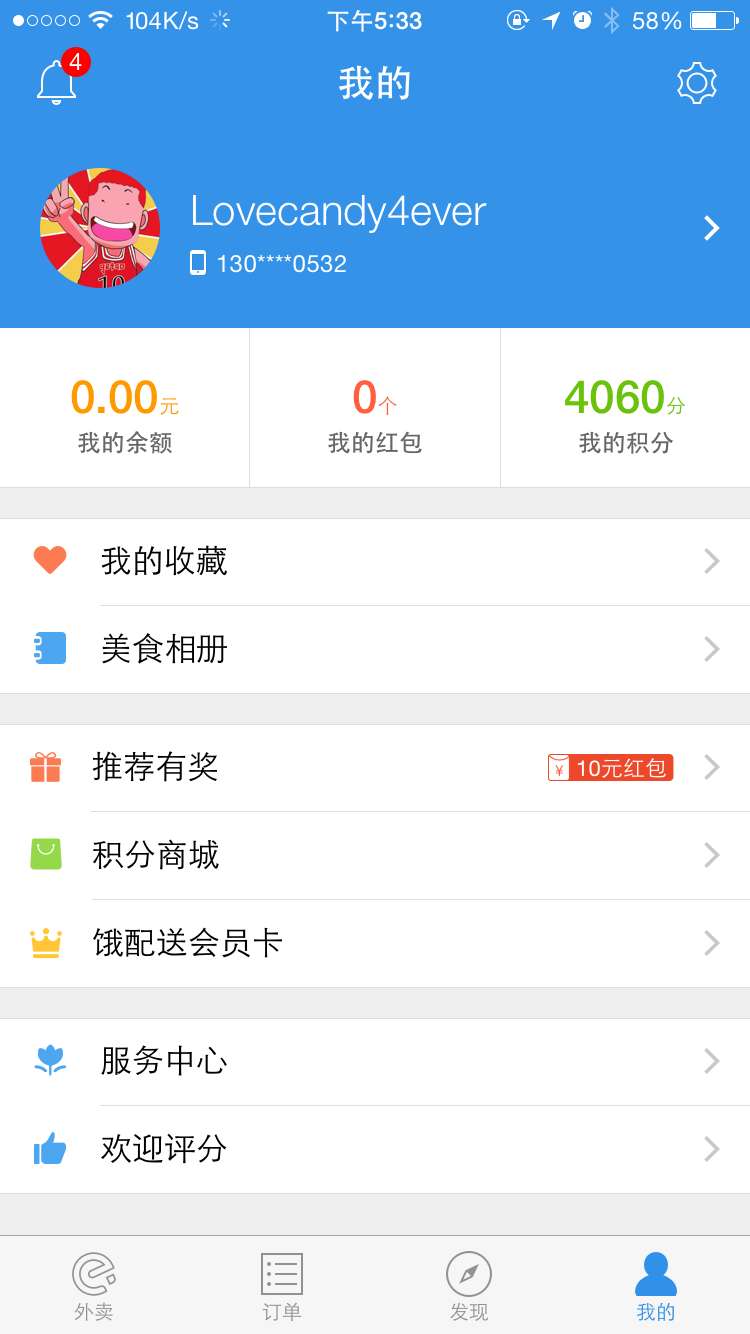 104K/s 下午5:33 58%
4
我的
Lovecandy4ever
130****0532
0.00元 0个 4060分
我的余额 我的红包 我的积分
我的收藏
美食相册
推荐有奖 ¥ 10元红包
积分商城
饿配送会员卡
服务中心
欢迎评分
外卖 订单 发现 我的